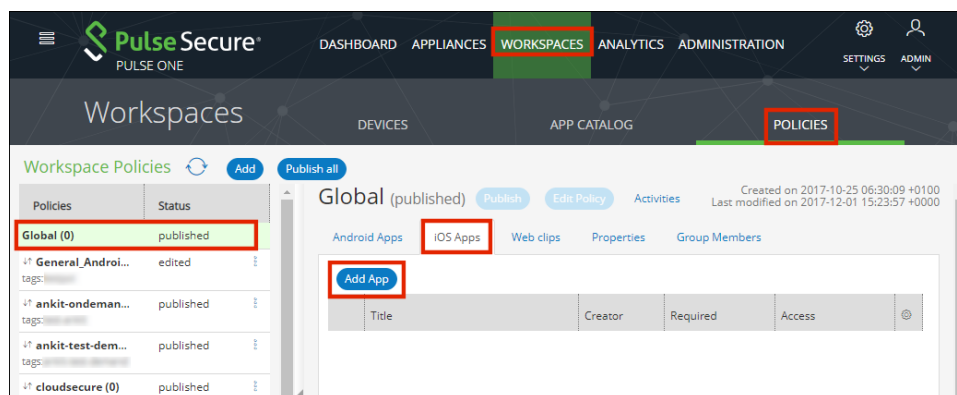 Pulse Secure®
PULSE ONE
DASHBOARD APPLIANCES WORKSPACES ANALYTICS ADMINISTRATION
SETTINGS ADMIN
Workspaces
DEVICES APP CATALOG POLICIES
Workspace Policies Add Publish all
Policies Status
Global (0) published
General_Androi... edited
tags:
ankit-ondeman... published
tags:
ankit-test-dem... published
tags:
cloudsecure (0) published
Global (published) Publish Edit Policy Activities
Created on 2017-10-25 06:30:09 +0100
Last modified on 2017-12-01 15:23:57 +0000
Android Apps iOS Apps Web clips Properties Group Members
Add App
Title Creator Required Access